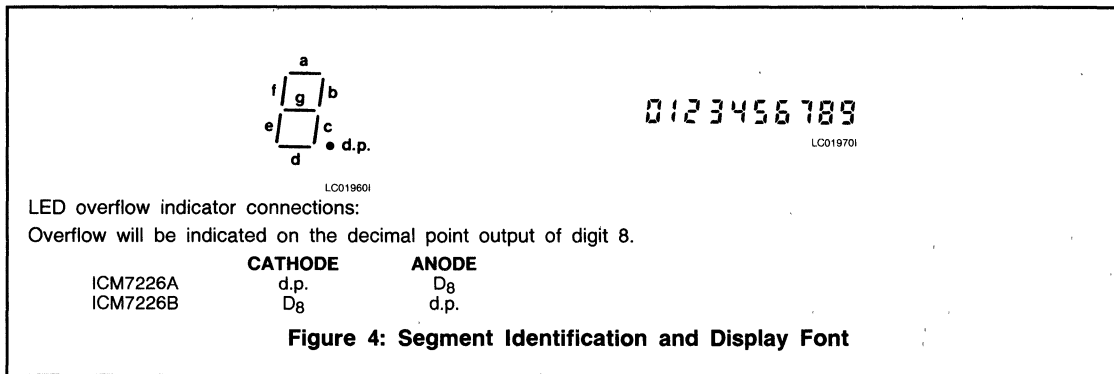 a
f g b
e c
d.p.
d
LC01960I
0123456789
LC01970I
LED overflow indicator connections:
Overflow will be indicated on the decimal point output of digit 8.
CATHODE ANODE
ICM7226A d.p. D8
ICM7226B D8 d.p.
Figure 4: Segment Identification and Display Font